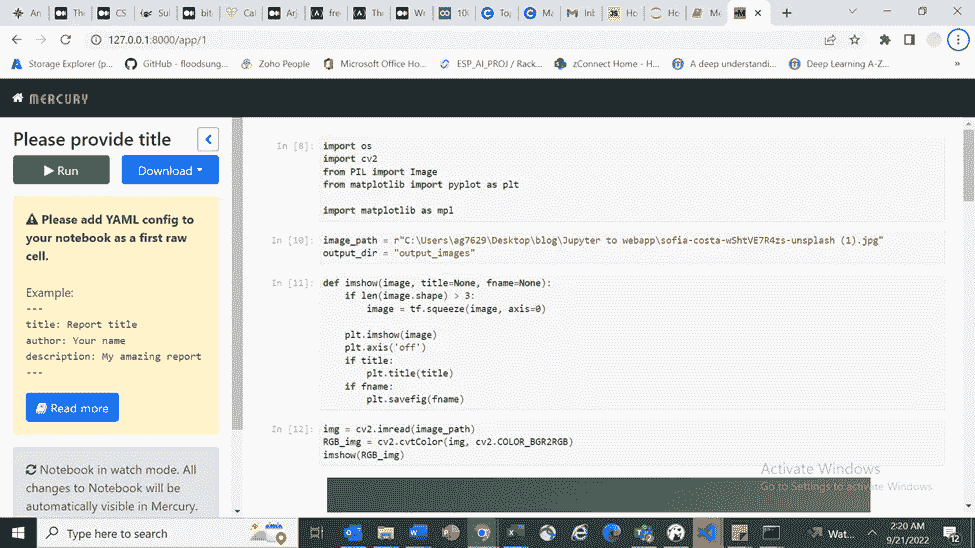 An
The
CS
Sul
bit
Cal
Arj
fre
The
Wr
10
Top
Ma
Inb
Ho
Ho
Me
M
127.0.0.1:8000/app/1
Storage Explorer (p...
GitHub - floodsung...
Zoho People
Microsoft Office Ho...
ESP_AI_PROJ / Rack...
zConnect Home - H...
A deep understandi...
Deep Learning A-Z...
MERCURY
Please provide title
Run
Download
Please add YAML config to
your notebook as a first raw
cell.
Example:
---
title: Report title
author: Your name
description: My amazing report
---
Read more
Notebook in watch mode. All
changes to Notebook will be
automatically visible in Mercury.
In [8]:
import os
import cv2
from PIL import Image
from matplotlib import pyplot as plt
import matplotlib as mpl
In [10]:
image_path = r"C:\Users\ag7629\Desktop\blog\Jupyter to webapp\sofia-costa-wShtVE7R4zs-unsplash (1).jpg"
output_dir = "output_images"
In [11]:
def imshow(image, title=None, fname=None):
if len(image.shape) > 3:
image = tf.squeeze(image, axis=0)
plt.imshow(image)
plt.axis('off')
if title:
plt.title(title)
if fname:
plt.savefig(fname)
In [12]:
img = cv2.imread(image_path)
RGB_img = cv2.cvtColor(img, cv2.COLOR_BGR2RGB)
imshow(RGB_img)
Activate Windows
Go to Settings to activate Windows.
Type here to search
Wat...
2:20 AM
9/21/2022
12